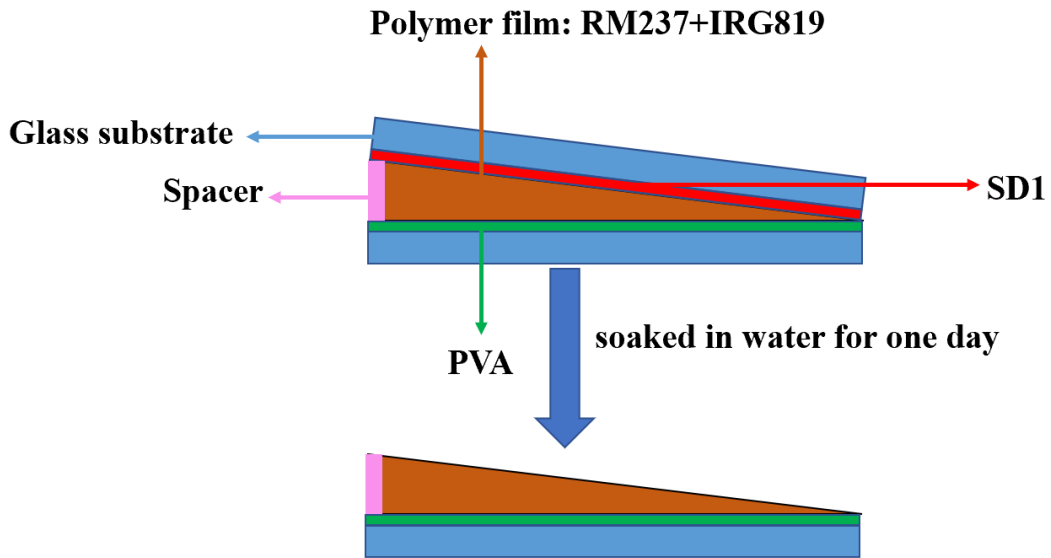 Polymer film: RM237+IRG819
Glass substrate
Spacer
SD1
PVA
soaked in water for one day